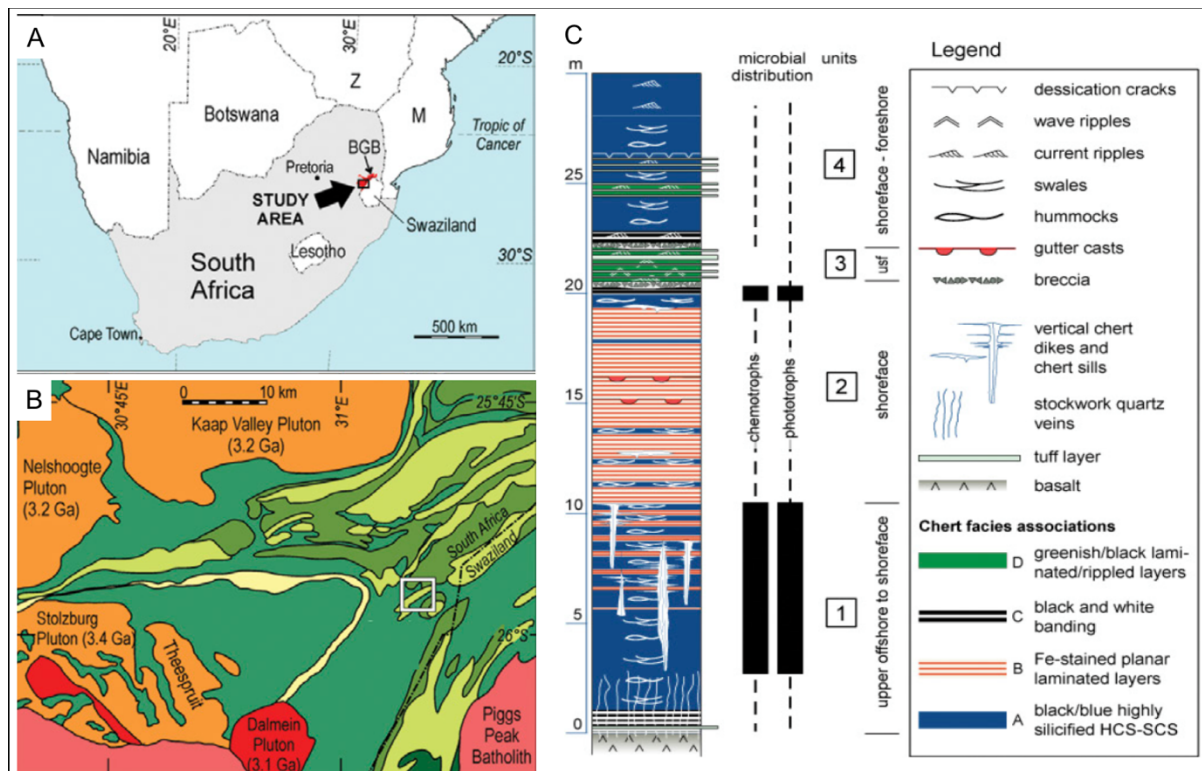 A
20°E
30°E
20°S
Z
Botswana
M
Namibia
BGB
Tropic of
Cancer
Pretoria
STUDY
AREA
Swaziland
Lesotho
30°S
South
Africa
Cape Town
500 km
B
30°45'E
0 10 km
31°E
25°45'S
Kaap Valley Pluton
(3.2 Ga)
Nelshoogte
Pluton
(3.2 Ga)
South Africa
Swaziland
Stolzburg
Pluton (3.4 Ga)
Theespruit
26°S
Dalmein
Pluton
(3.1 Ga)
Piggs
Peak
Batholith
C
m
25
20
15
10
5
0
microbial
distribution
chemotrophs
phototrophs
units
4
3
2
1
shoreface - foreshore
usf
shoreface
upper offshore to shoreface
Legend
dessication cracks
wave ripples
current ripples
swales
hummocks
gutter casts
breccia
vertical chert
dikes and
chert sills
stockwork quartz
veins
tuff layer
basalt
Chert facies associations
D greenish/black lami-
nated/rippled layers
C black and white
banding
B Fe-stained planar
laminated layers
A black/blue highly
silicified HCS-SCS